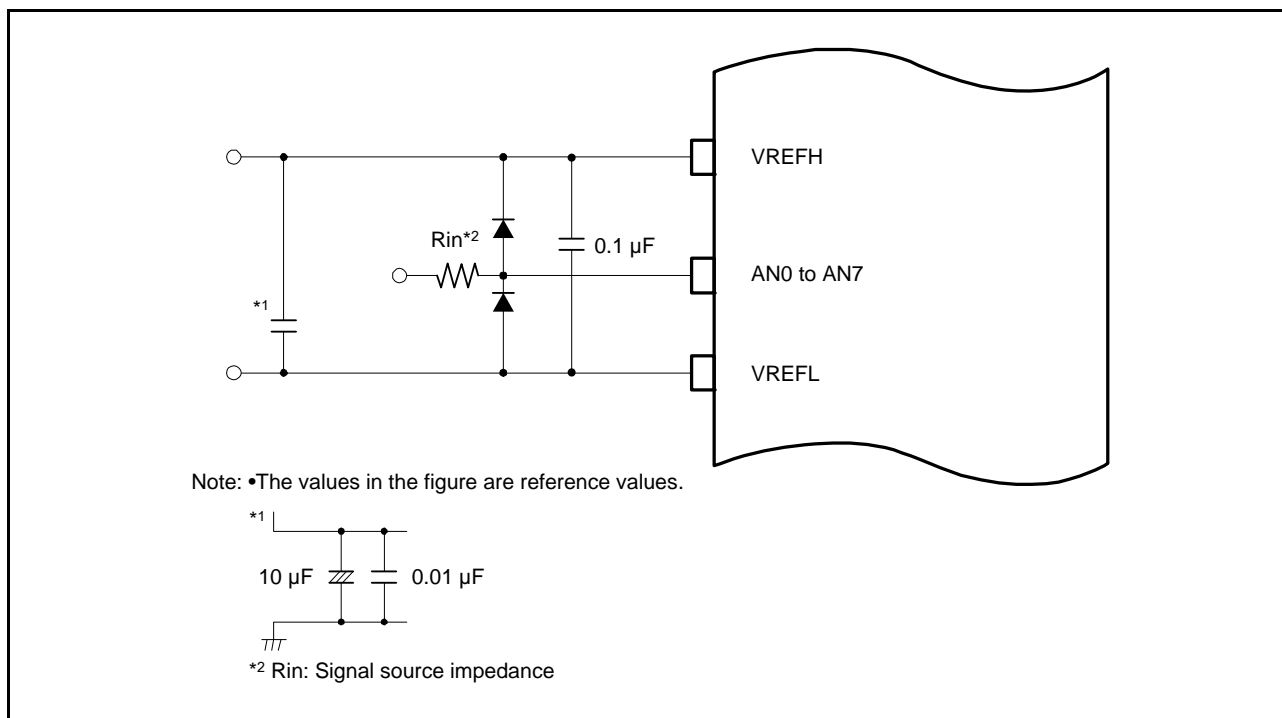 VREFH
Rin*2
0.1 µF
AN0 to AN7
*1
VREFL
Note: •The values in the figure are reference values.
*1
10 µF
0.01 µF
*2 Rin: Signal source impedance